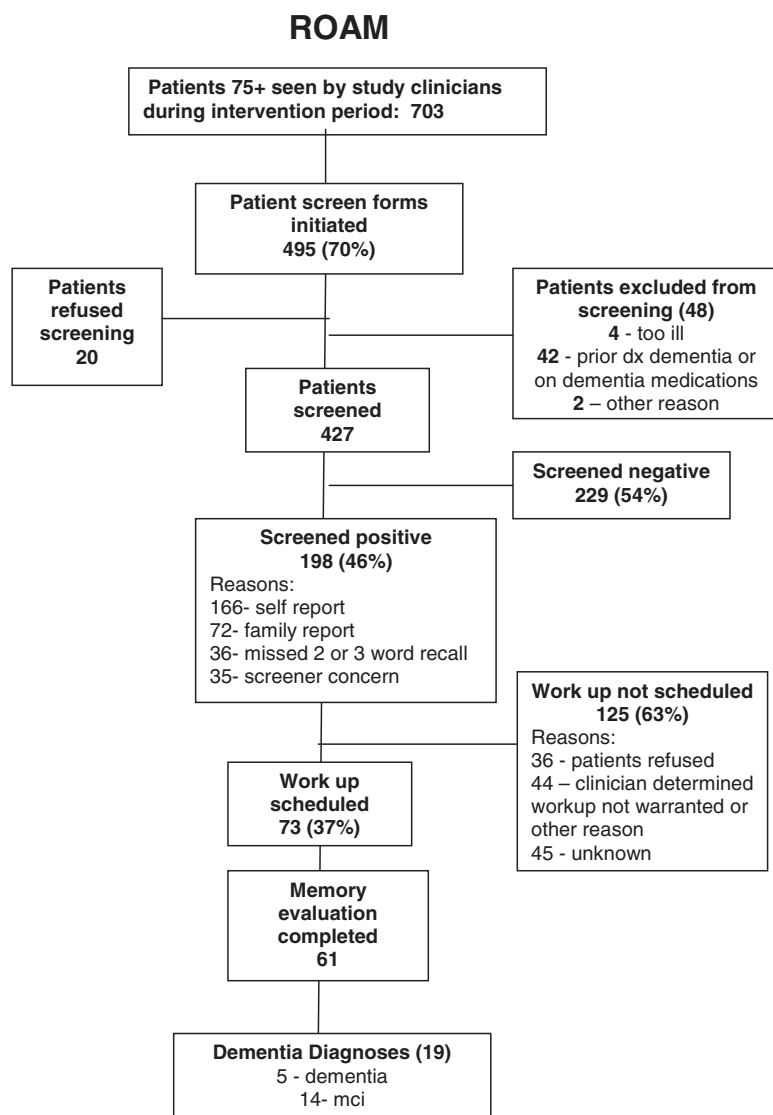 ROAM
Patients 75+ seen by study clinicians
during intervention period:  703
Patient screen forms
initiated
495 (70%)
Patients
refused
screening
20
Patients excluded from
screening (48)
4 - too ill
42 - prior dx dementia or
on dementia medications
2 – other reason
Patients
screened
427
Screened negative
229 (54%)
Screened positive
198 (46%)
Reasons:
166- self report
72- family report
36- missed 2 or 3 word recall
35- screener concern
Work up not scheduled
125 (63%)
Reasons:
36 - patients refused
44 – clinician determined
workup not warranted or
other reason
45 - unknown
Work up
scheduled
73 (37%)
Memory
evaluation
completed
61
Dementia Diagnoses (19)
5 - dementia
14- mci